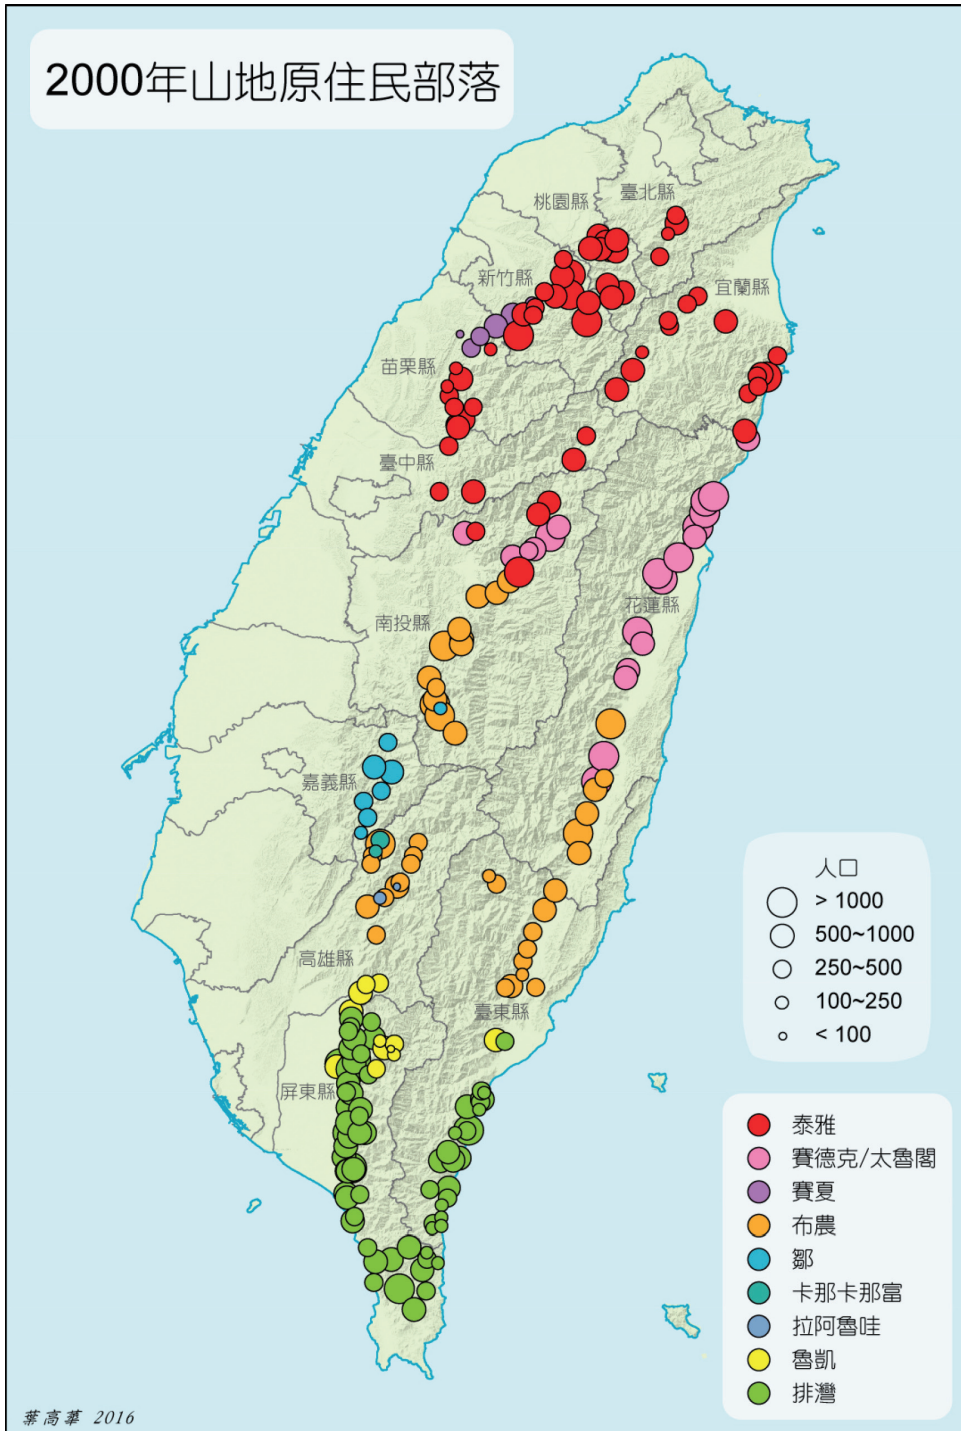 2000年山地原住民部落
臺北縣
桃園縣
新竹縣
宜蘭縣
苗栗縣
臺中縣
花蓮縣
南投縣
嘉義縣
高雄縣
臺東縣
屏東縣
人口
> 1000
500~1000
250~500
100~250
< 100
泰雅
賽德克/太魯閣
賽夏
布農
鄒
卡那卡那富
拉阿魯哇
魯凱
排灣
葉高華 2016